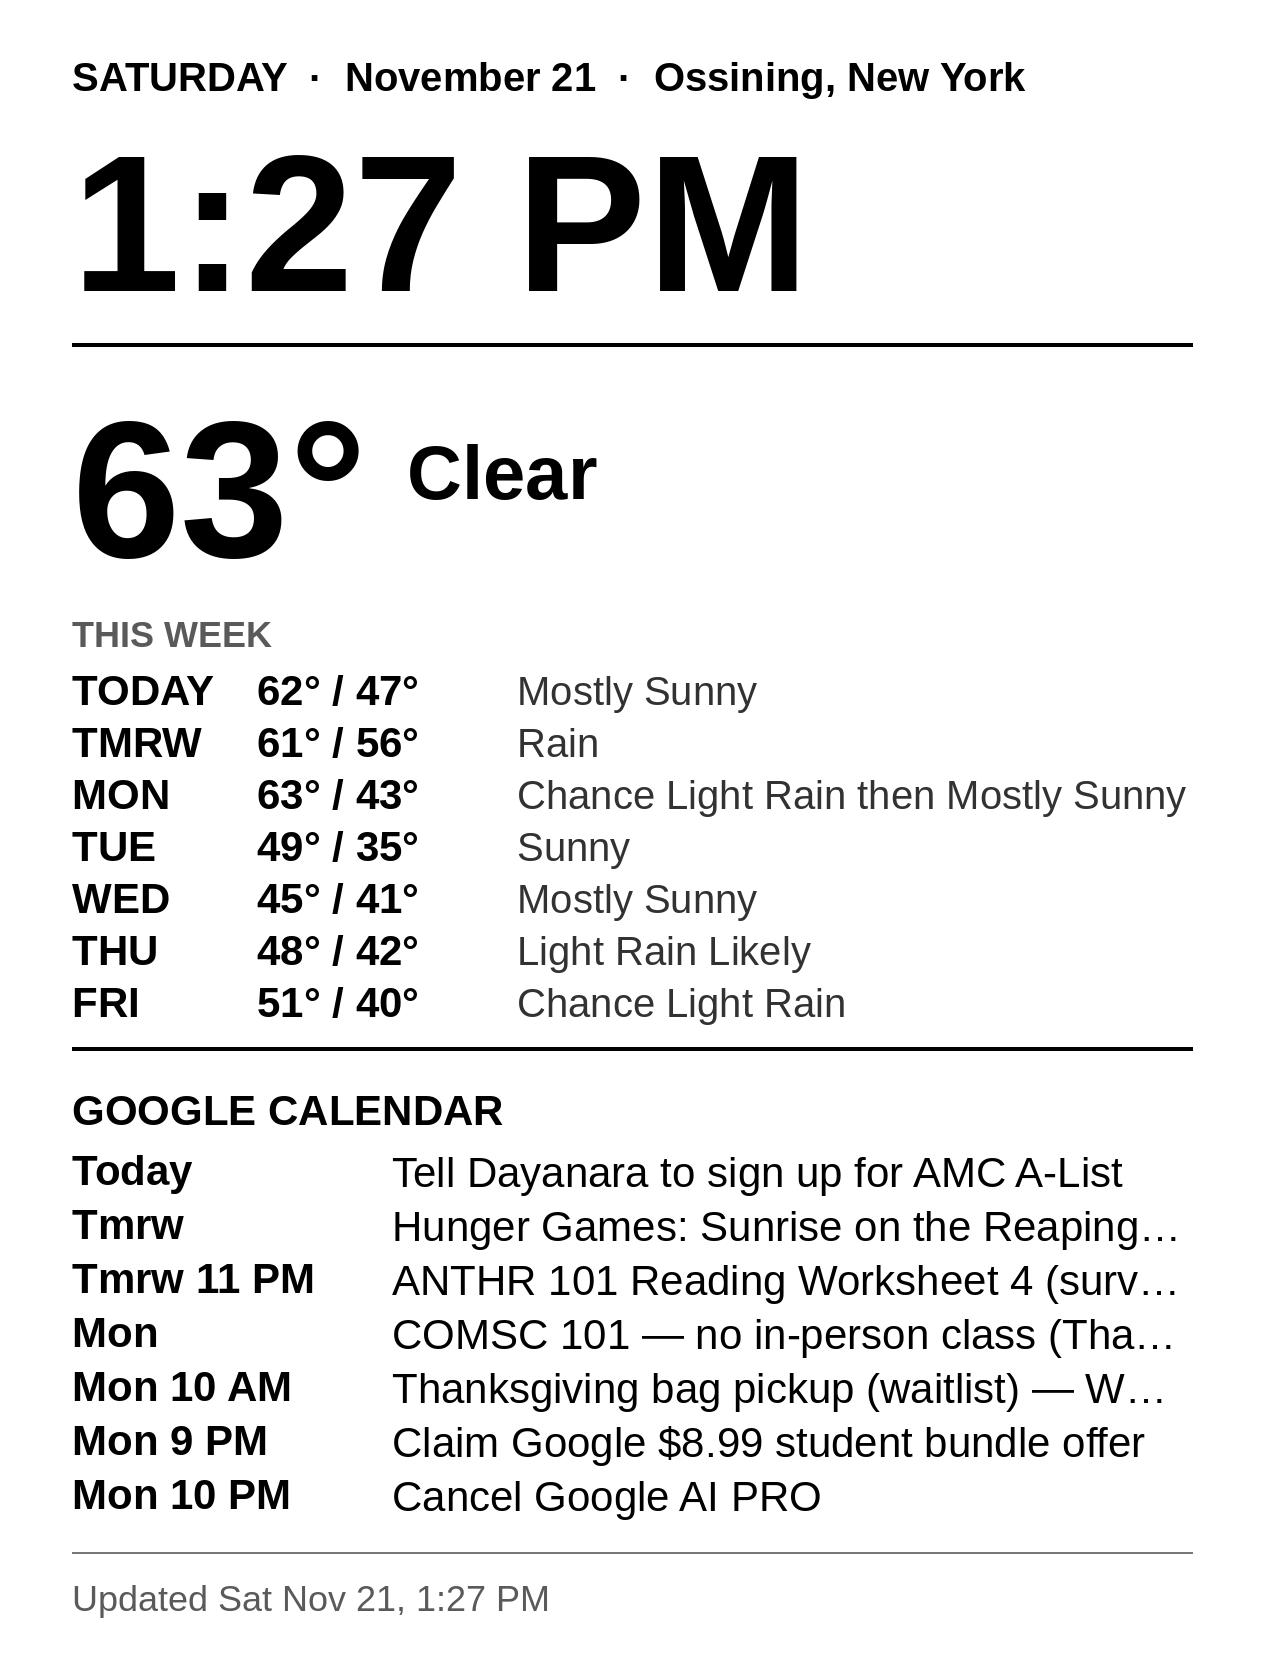 SATURDAY · November 21 · Ossining, New York
1:27 PM
63° Clear
THIS WEEK
TODAY 62° / 47° Mostly Sunny
TMRW 61° / 56° Rain
MON 63° / 43° Chance Light Rain then Mostly Sunny
TUE 49° / 35° Sunny
WED 45° / 41° Mostly Sunny
THU 48° / 42° Light Rain Likely
FRI 51° / 40° Chance Light Rain
GOOGLE CALENDAR
Today Tell Dayanara to sign up for AMC A-List
Tmrw Hunger Games: Sunrise on the Reaping…
Tmrw 11 PM ANTHR 101 Reading Worksheet 4 (surv…
Mon COMSC 101 — no in-person class (Tha…
Mon 10 AM Thanksgiving bag pickup (waitlist) — W…
Mon 9 PM Claim Google $8.99 student bundle offer
Mon 10 PM Cancel Google AI PRO
Updated Sat Nov 21, 1:27 PM